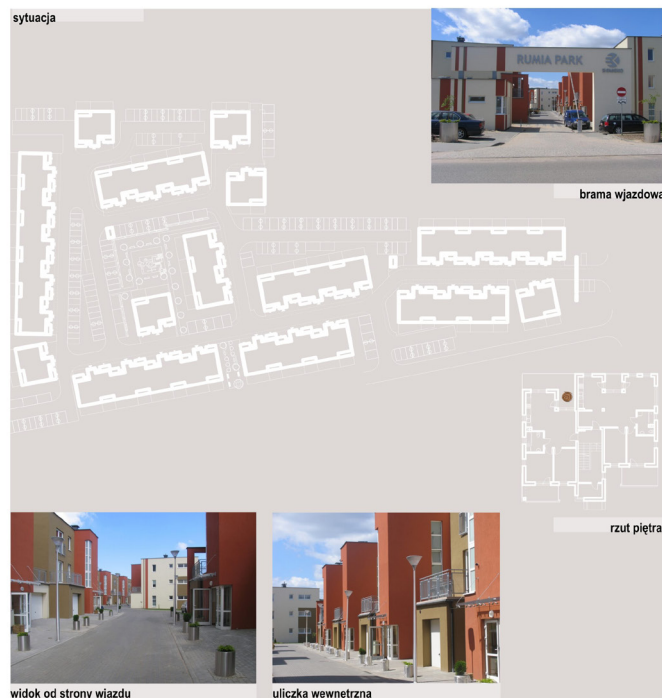 sytuacja
RUMIA PARK
brama wjazdowa
rzut piętra
widok od strony wjazdu
uliczka wewnętrzna